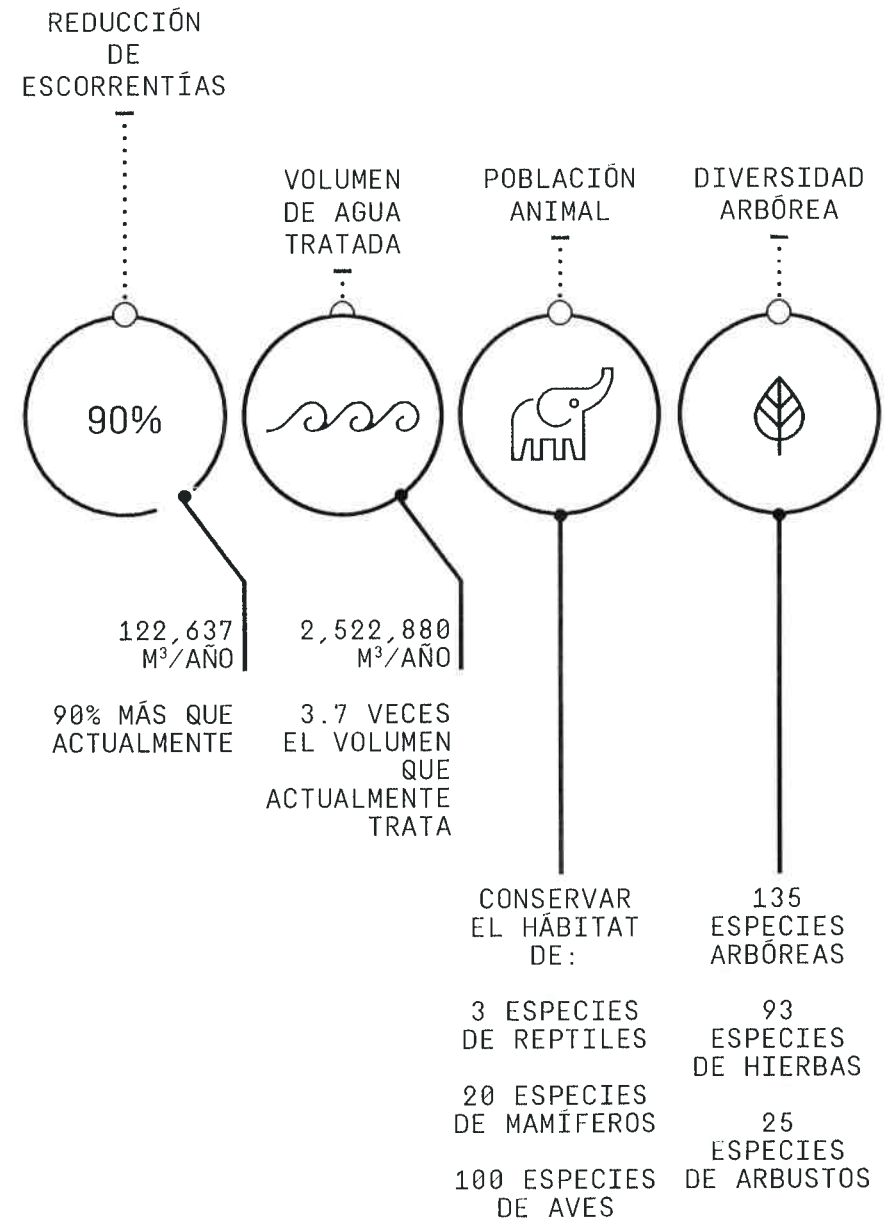 REDUCCIÓN
DE
ESCORRENTÍAS
90%
122,637
M³/AÑO
90% MÁS QUE
ACTUALMENTE
VOLUMEN
DE AGUA
TRATADA
2,522,880
M³/AÑO
3.7 VECES
EL VOLUMEN
QUE
ACTUALMENTE
TRATA
POBLACIÓN
ANIMAL
CONSERVAR
EL HÁBITAT
DE:
3 ESPECIES
DE REPTILES
20 ESPECIES
DE MAMÍFEROS
100 ESPECIES
DE AVES
DIVERSIDAD
ARBÓREA
135
ESPECIES
ARBÓREAS
93
ESPECIES
DE HIERBAS
25
ESPECIES
DE ARBUSTOS